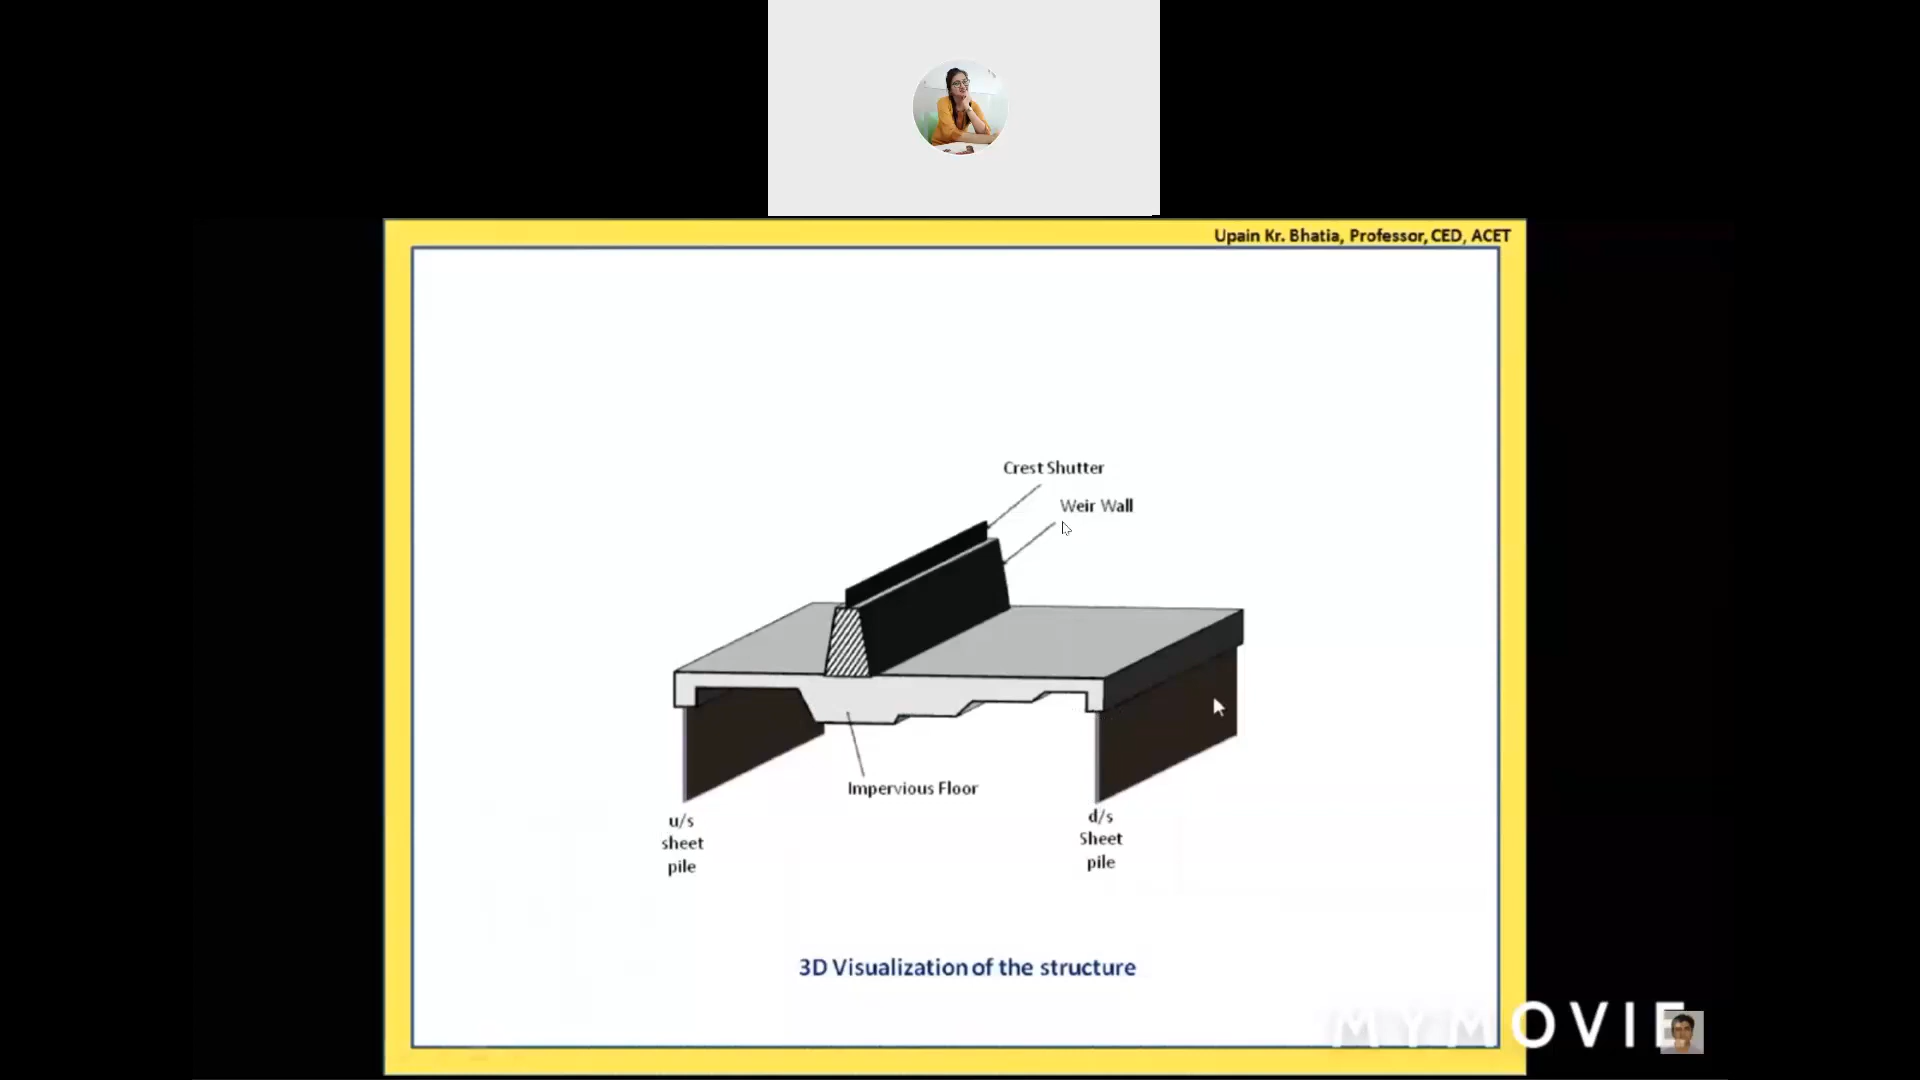 Upain Kr. Bhatia, Professor, CED, ACET
Crest Shutter
Weir Wall
Impervious Floor
u/s
sheet
pile
d/s
Sheet
pile
3D Visualization of the structure
MYMOVIE